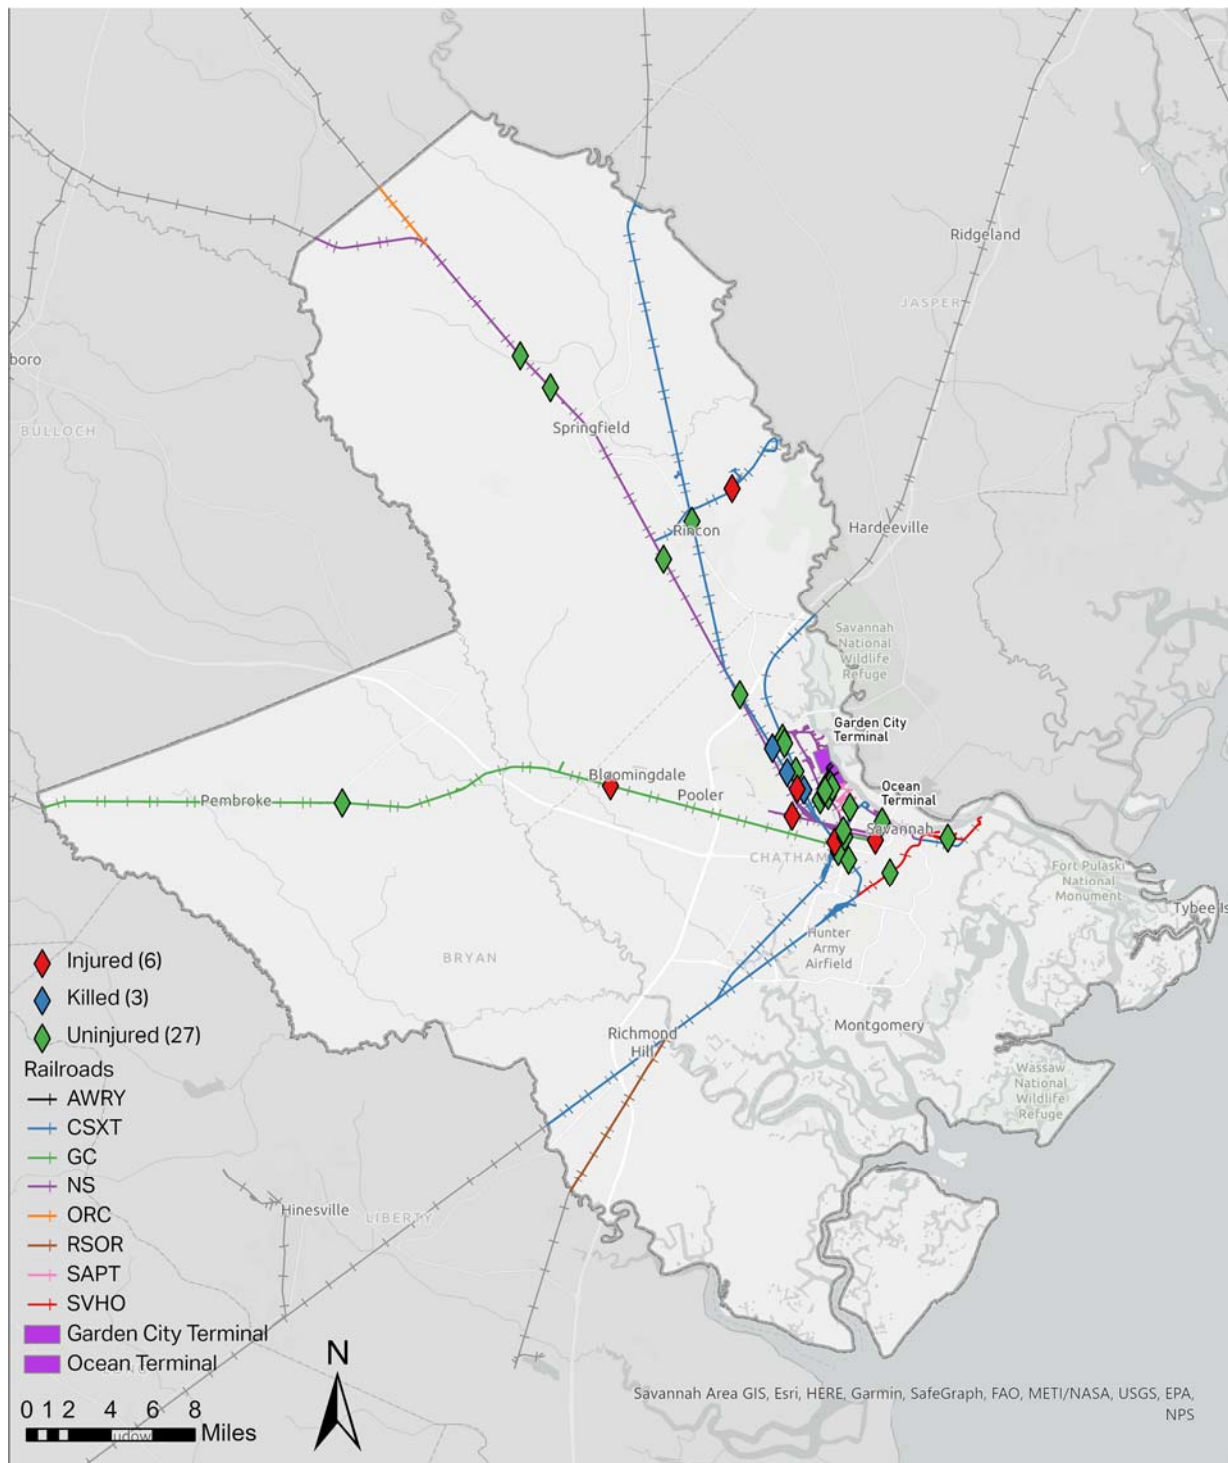 Ridgeland
JASPER
boro
BULLOCH
Springfield
Hardeeville
Rincon
Savannah
National
Wildlife
Refuge
Garden City
Terminal
Bloomingdale
Pembroke
Pooler
Ocean
Terminal
Savannah
CHATHAM
Fort Pulaski
National
Monument
Tybee Is
Hunter
Army
Airfield
BRYAN
Injured (6)
Killed (3)
Uninjured (27)
Montgomery
Richmond
Hill
Wassaw
National
Wildlife
Refuge
Railroads
AWRY
CSXT
GC
NS
ORC
RSOR
SAPT
SVHO
Garden City Terminal
Ocean Terminal
Hinesville
LIBERTY
N
0 1 2 4 6 8
Miles
udow
Savannah Area GIS, Esri, HERE, Garmin, SafeGraph, FAO, METI/NASA, USGS, EPA,
NPS